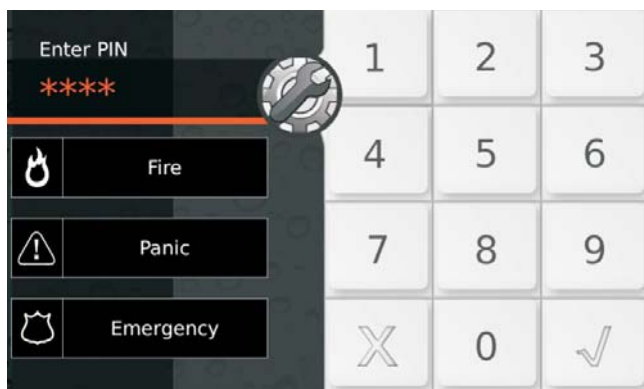 Enter PIN
****
Fire
Panic
Emergency
1 2 3
4 5 6
7 8 9
X 0 √